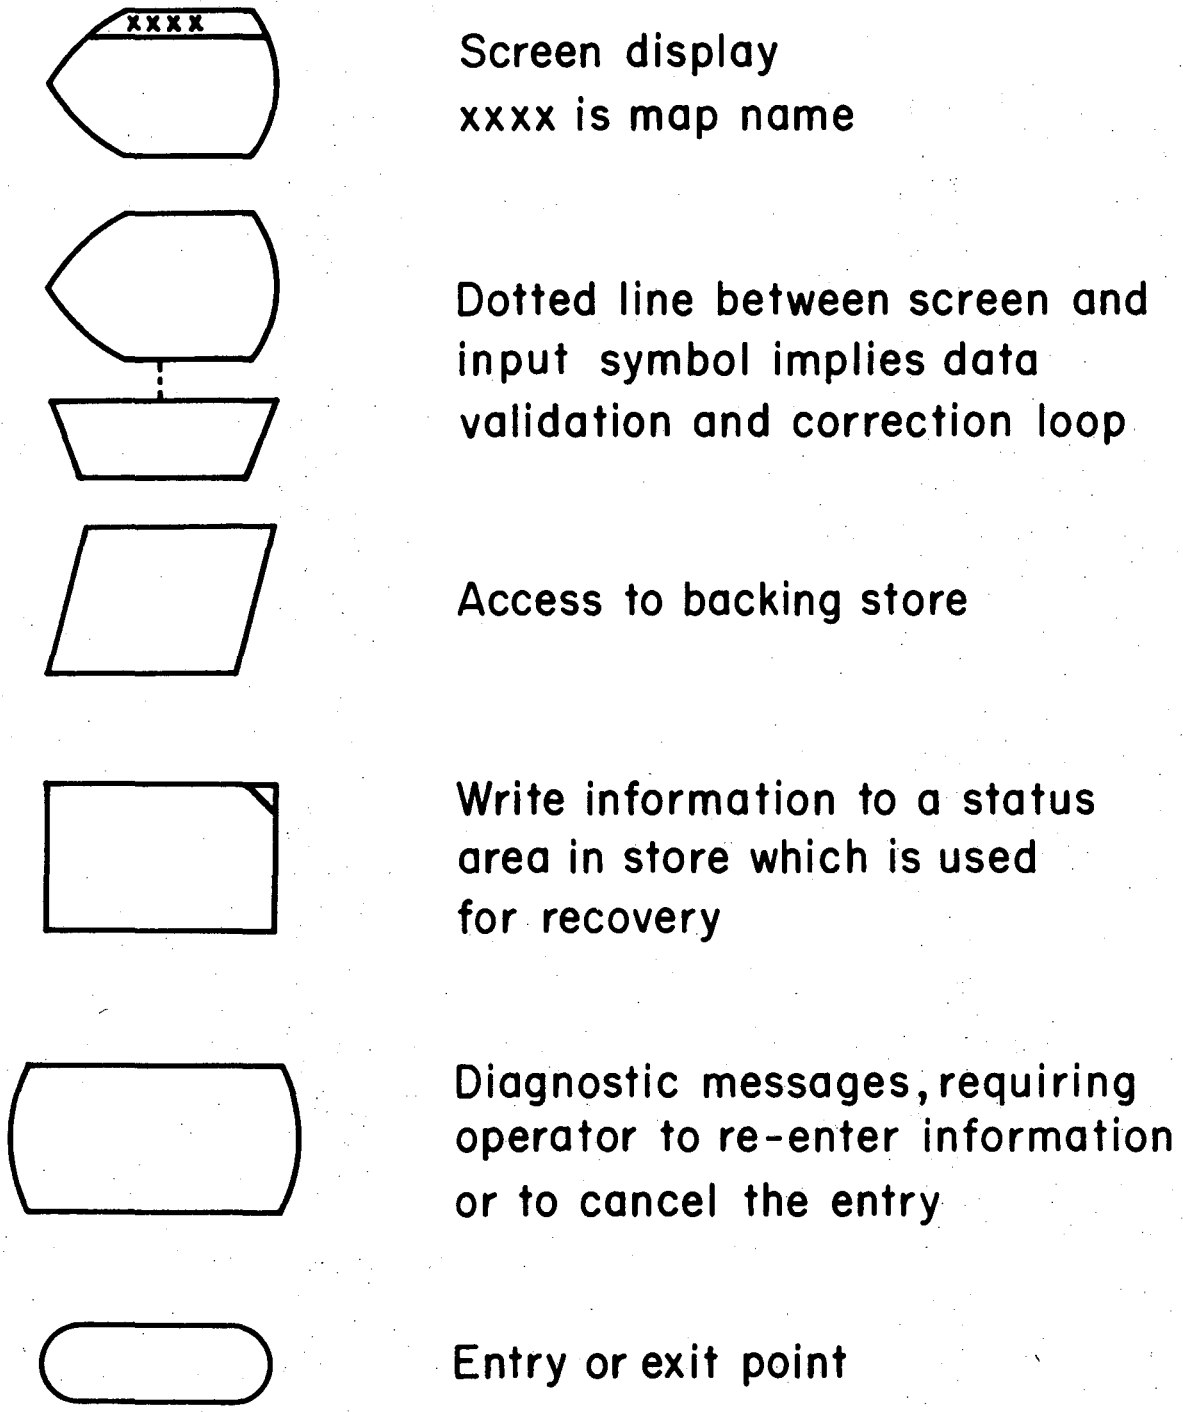 xxxx
Screen display
xxxx is map name
Dotted line between screen and
input symbol implies data
validation and correction loop
Access to backing store
Write information to a status
area in store which is used
for recovery
Diagnostic messages, requiring
operator to re-enter information
or to cancel the entry
Entry or exit point